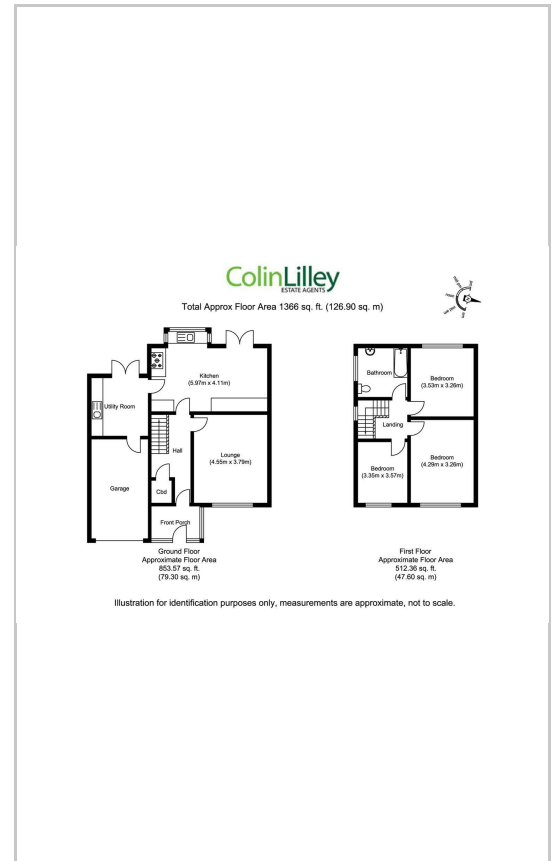 ColinLilley
ESTATE AGENTS
Total Approx Floor Area 1366 sq. ft. (126.90 sq. m)
Kitchen
(5.97m x 4.11m)
Utility Room
Hall
Lounge
(4.55m x 3.79m)
Garage
Cbd
Front Porch
Ground Floor
Approximate Floor Area
853.57 sq. ft.
(79.30 sq. m)
Bathroom
Bedroom
(3.53m x 3.26m)
Landing
Bedroom
(3.35m x 3.57m)
Bedroom
(4.29m x 3.26m)
First Floor
Approximate Floor Area
512.36 sq. ft.
(47.60 sq. m)
Illustration for identification purposes only, measurements are approximate, not to scale.